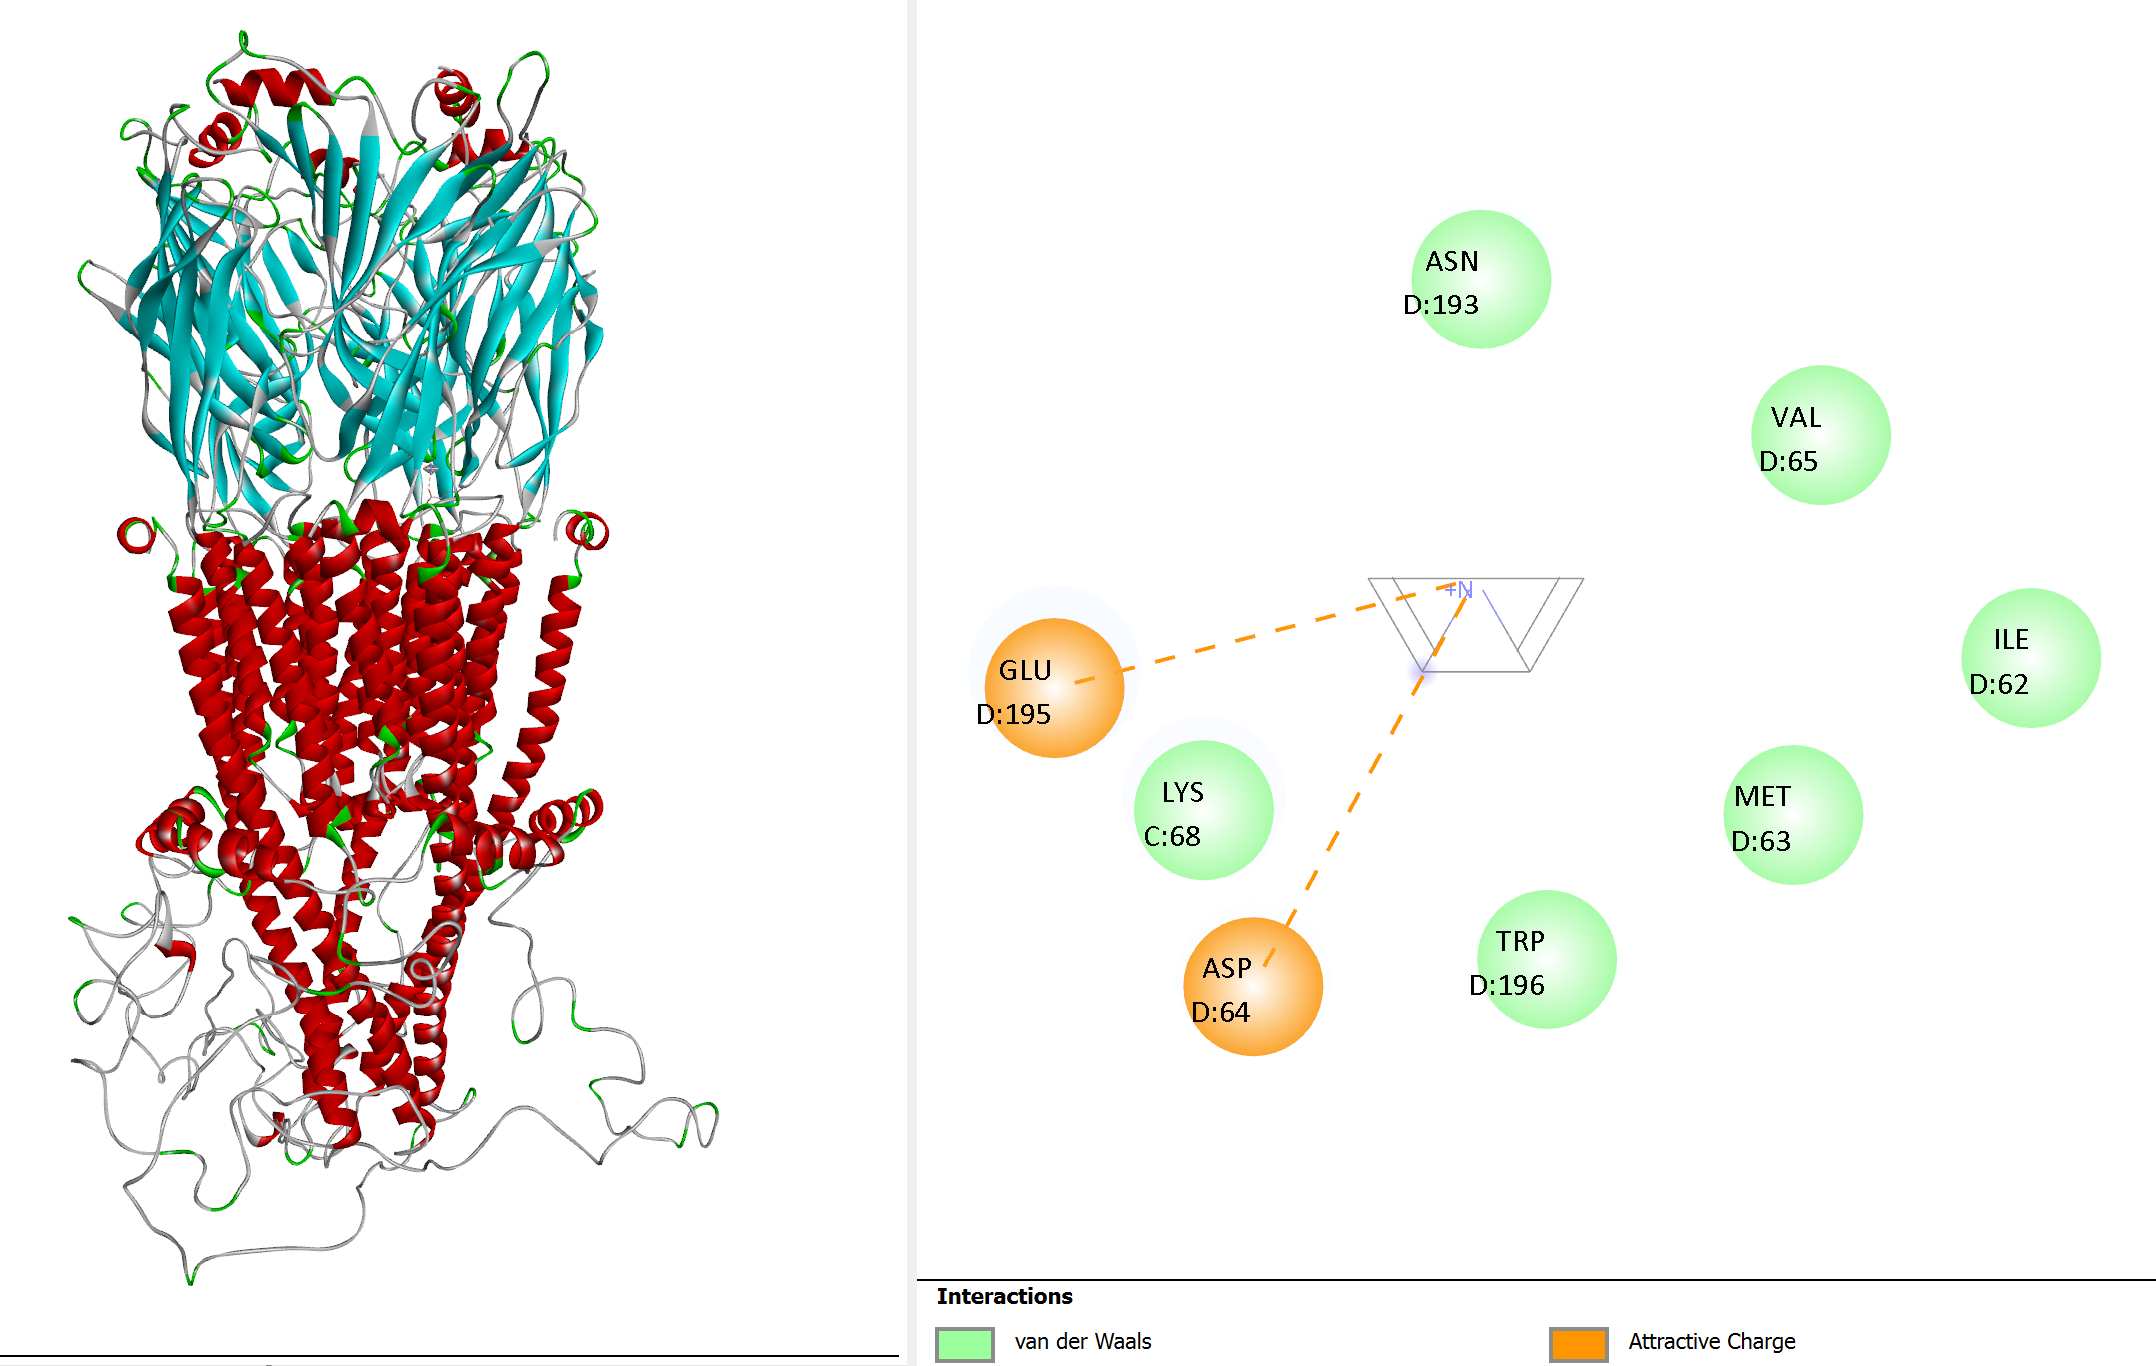 ASN
D:193
VAL
D:65
+N
ILE
D:62
GLU
D:195
LYS
C:68
MET
D:63
TRP
D:196
ASP
D:64
Interactions
van der Waals
Attractive Charge